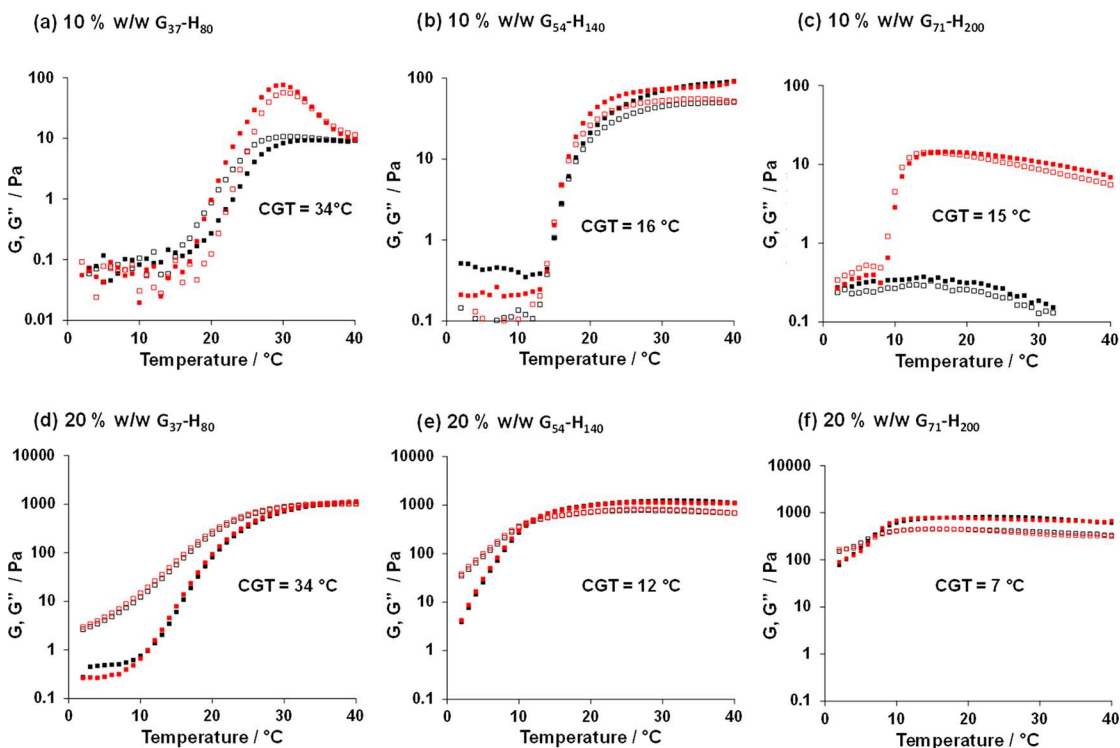 (a) 10 % w/w G₃₇-H₈₀
(b) 10 % w/w G₅₄-H₁₄₀
(c) 10 % w/w G₇₁-H₂₀₀
G, G” / Pa
100
10
1
0.1
0.01
CGT = 34°C
0 10 20 30 40
Temperature / °C
G, G” / Pa
100
10
1
0.1
CGT = 16 °C
0 10 20 30 40
Temperature / °C
G, G” / Pa
100
10
1
0.1
CGT = 15 °C
0 10 20 30 40
Temperature / °C
(d) 20 % w/w G₃₇-H₈₀
(e) 20 % w/w G₅₄-H₁₄₀
(f) 20 % w/w G₇₁-H₂₀₀
G, G” / Pa
10000
1000
100
10
1
0.1
CGT = 34 °C
0 10 20 30 40
Temperature / °C
G, G” / Pa
10000
1000
100
10
1
0.1
CGT = 12 °C
0 10 20 30 40
Temperature / °C
G, G” / Pa
10000
1000
100
10
1
0.1
CGT = 7 °C
0 10 20 30 40
Temperature / °C